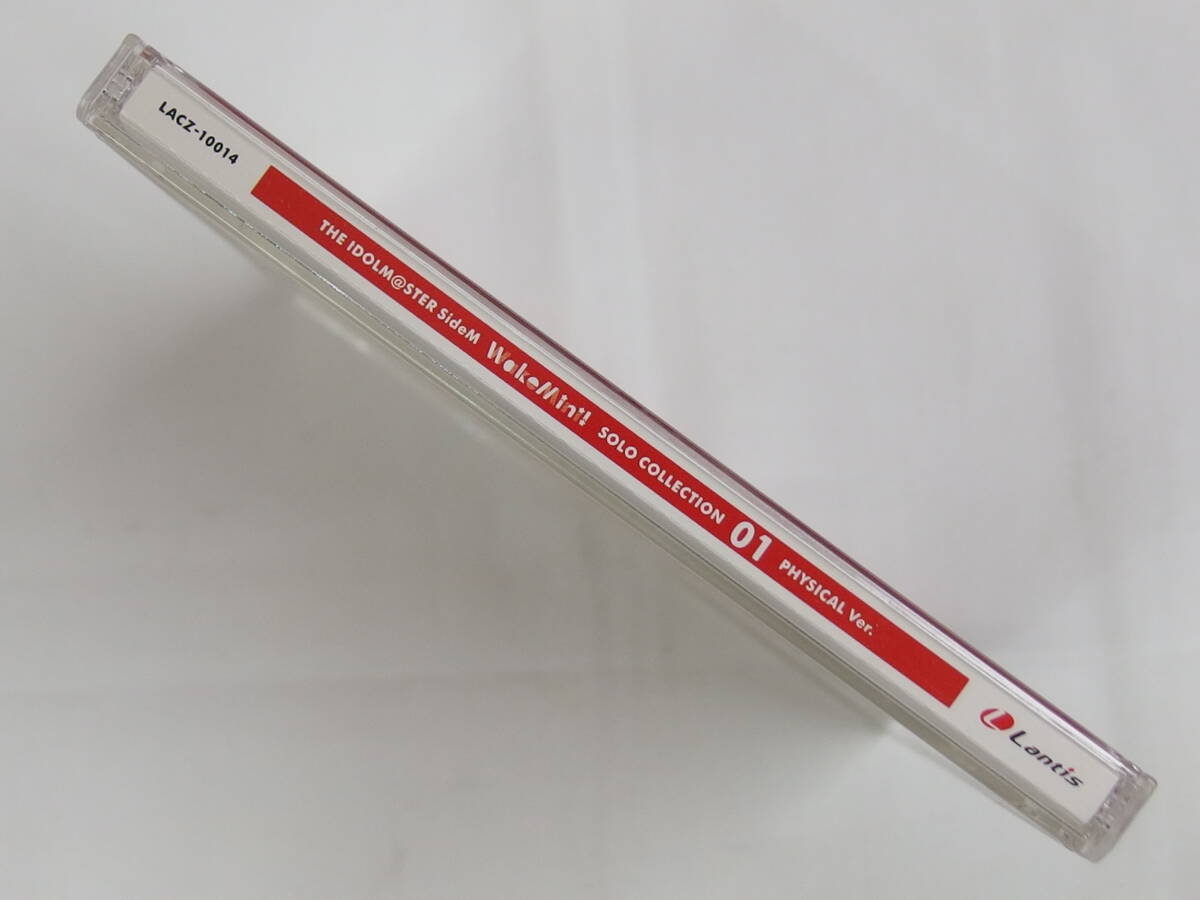 LACZ-10014
THE IDOLM@STER SideM WakeMini! SOLO COLLECTION 01 PHYSICAL Ver.
Lantis